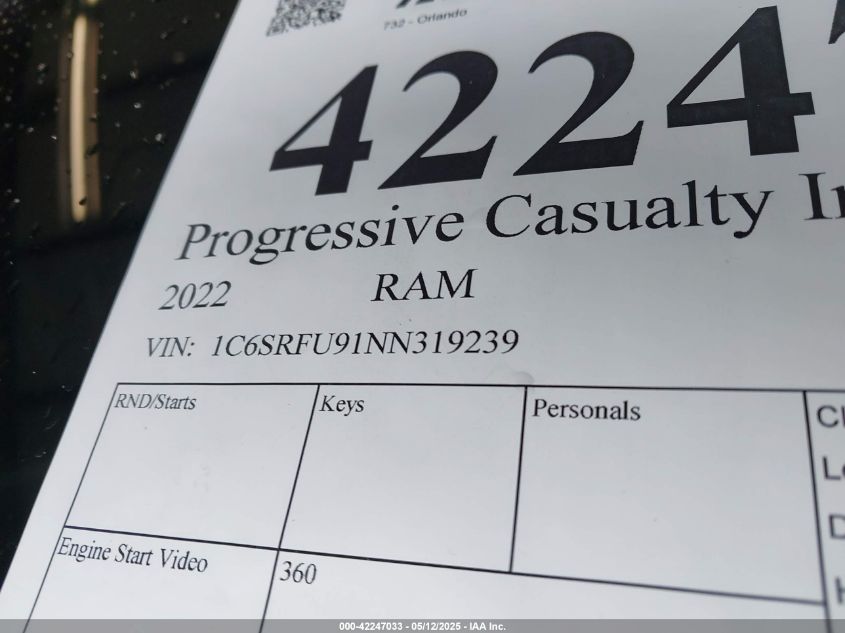 732 - Orlando
4224
Progressive Casualty
2022 RAM
VIN: 1C6SRFU91NN319239
RND/Starts Keys Personals
Engine Start Video 360
000-42247033 - 05/12/2025 - IAA Inc.